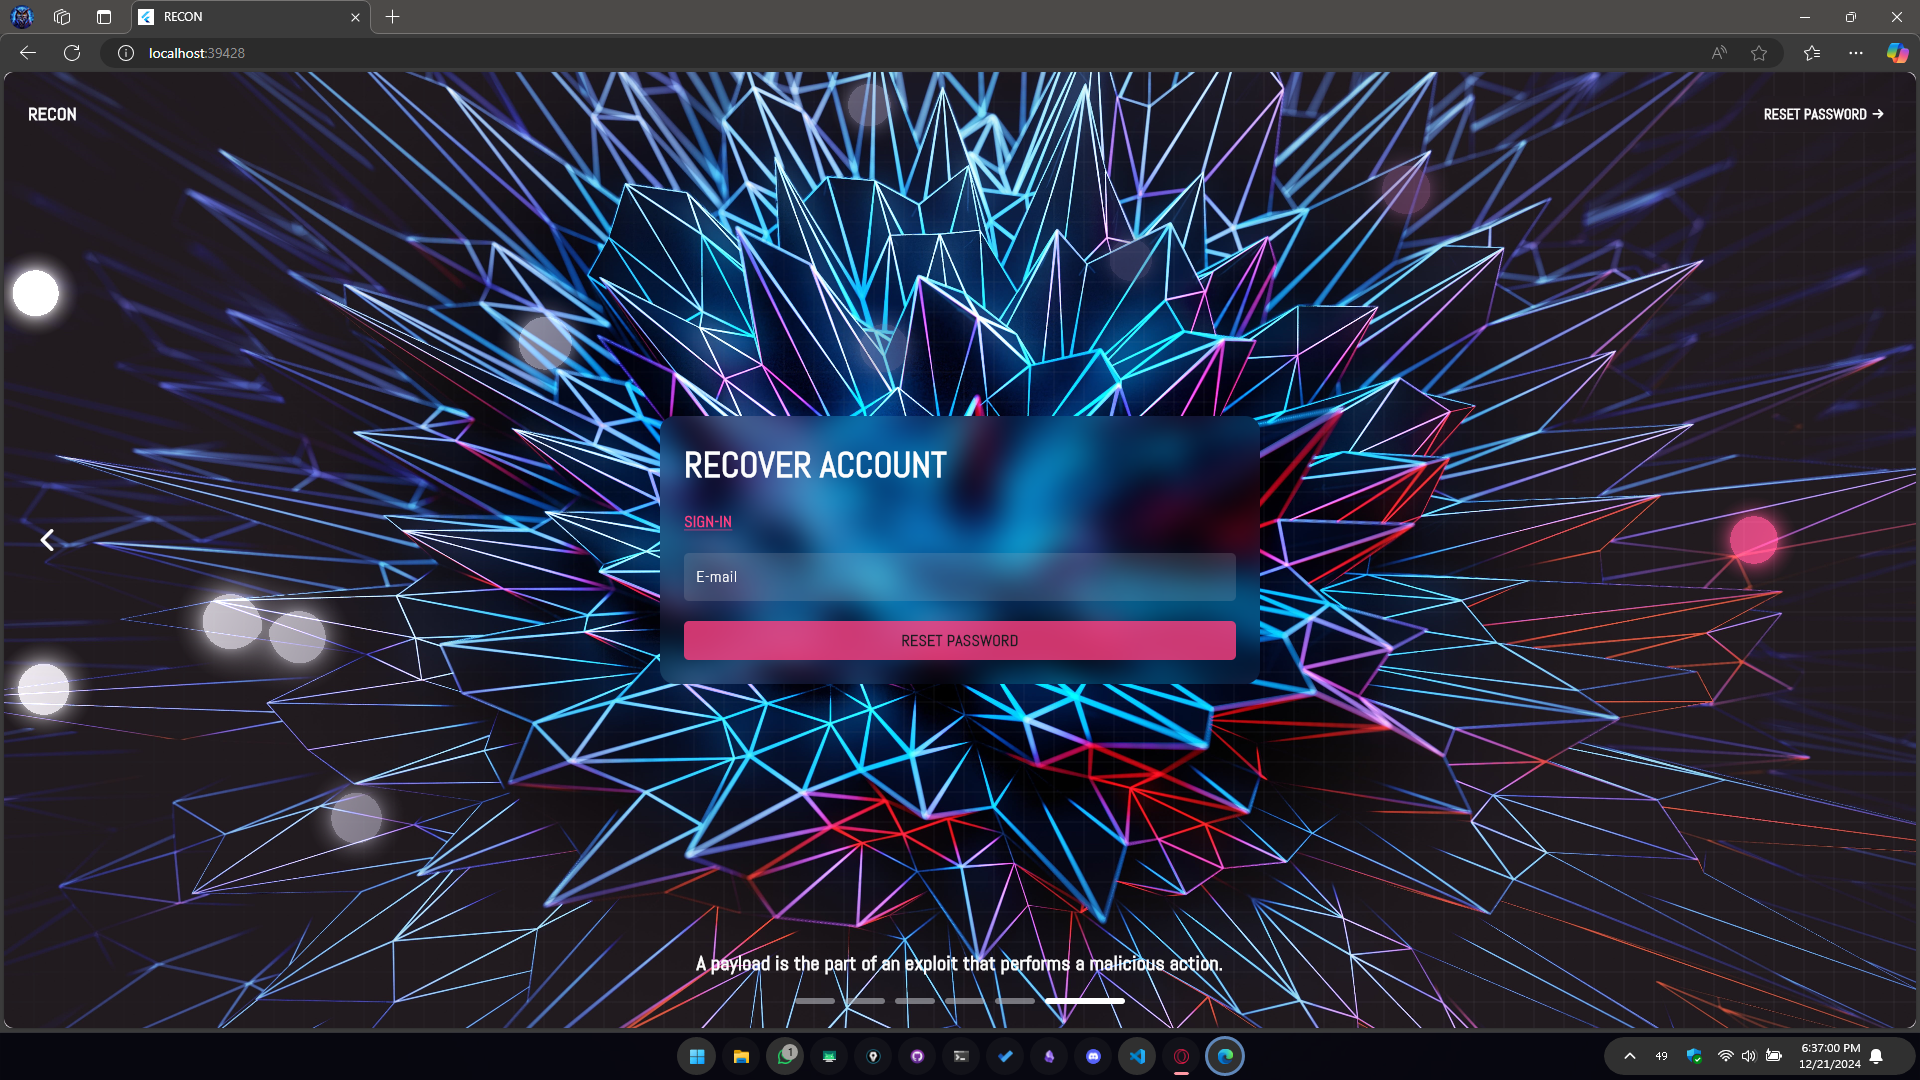 RECON
localhost:39428
RECON
RESET PASSWORD →
RECOVER ACCOUNT
SIGN-IN
E-mail
RESET PASSWORD
A payload is the part of an exploit that performs a malicious action.
1
49
6:37:00 PM
12/21/2024